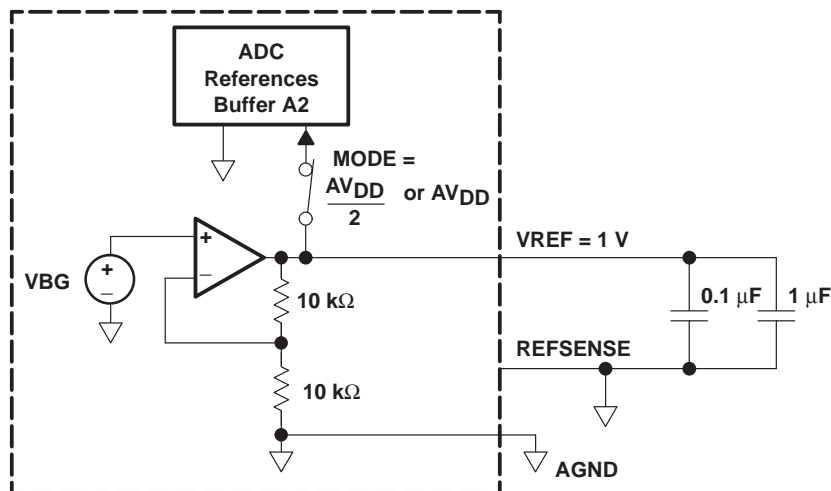 ADC
References
Buffer A2
MODE =
AVDD
2
or AVDD
+
−
VBG
+
−
VREF = 1 V
10 kΩ
0.1 μF
1 μF
REFSENSE
10 kΩ
AGND